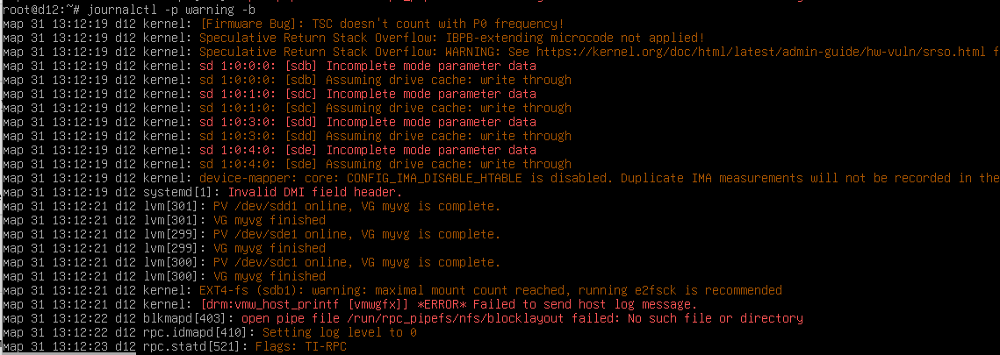 root@d12:~# journalctl -p warning -b
мар 31 13:12:19 d12 kernel: [Firmware Bug]: TSC doesn't count with P0 frequency!
мар 31 13:12:19 d12 kernel: Speculative Return Stack Overflow: IBPB-extending microcode not applied!
мар 31 13:12:19 d12 kernel: Speculative Return Stack Overflow: WARNING: See https://kernel.org/doc/html/latest/admin-guide/hw-vuln/srso.html f
мар 31 13:12:19 d12 kernel: sd 1:0:0:0: [sdb] Incomplete mode parameter data
мар 31 13:12:19 d12 kernel: sd 1:0:0:0: [sdb] Assuming drive cache: write through
мар 31 13:12:19 d12 kernel: sd 1:0:1:0: [sdc] Incomplete mode parameter data
мар 31 13:12:19 d12 kernel: sd 1:0:1:0: [sdc] Assuming drive cache: write through
мар 31 13:12:19 d12 kernel: sd 1:0:3:0: [sdd] Incomplete mode parameter data
мар 31 13:12:19 d12 kernel: sd 1:0:3:0: [sdd] Assuming drive cache: write through
мар 31 13:12:19 d12 kernel: sd 1:0:4:0: [sde] Incomplete mode parameter data
мар 31 13:12:19 d12 kernel: sd 1:0:4:0: [sde] Assuming drive cache: write through
мар 31 13:12:19 d12 kernel: device-mapper: core: CONFIG_IMA_DISABLE_HTABLE is disabled. Duplicate IMA measurements will not be recorded in the
мар 31 13:12:19 d12 systemd[1]: Invalid DMI field header.
мар 31 13:12:21 d12 lvm[301]: PV /dev/sdd1 online, VG myvg is complete.
мар 31 13:12:21 d12 lvm[301]: VG myvg finished
мар 31 13:12:21 d12 lvm[299]: PV /dev/sde1 online, VG myvg is complete.
мар 31 13:12:21 d12 lvm[299]: VG myvg finished
мар 31 13:12:21 d12 lvm[300]: PV /dev/sdc1 online, VG myvg is complete.
мар 31 13:12:21 d12 lvm[300]: VG myvg finished
мар 31 13:12:21 d12 kernel: EXT4-fs (sdb1): warning: maximal mount count reached, running e2fsck is recommended
мар 31 13:12:21 d12 kernel: [drm:vmw_host_printf [vmwgfx]] *ERROR* Failed to send host log message.
мар 31 13:12:22 d12 blkmapd[403]: open pipe file /run/rpc_pipefs/nfs/blocklayout failed: No such file or directory
мар 31 13:12:22 d12 rpc.idmapd[410]: Setting log level to 0
мар 31 13:12:23 d12 rpc.statd[521]: Flags: TI-RPC